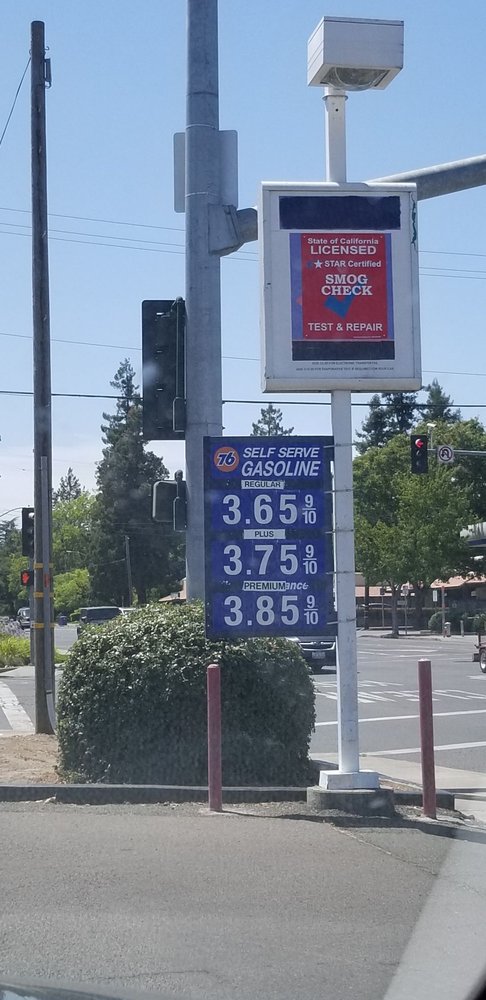 State of California
LICENSED
STAR Certified
SMOG
CHECK
TEST & REPAIR
76
SELF SERVE
GASOLINE
REGULAR
3.65 9/10
PLUS
3.75 9/10
PREMIUM
3.85 9/10